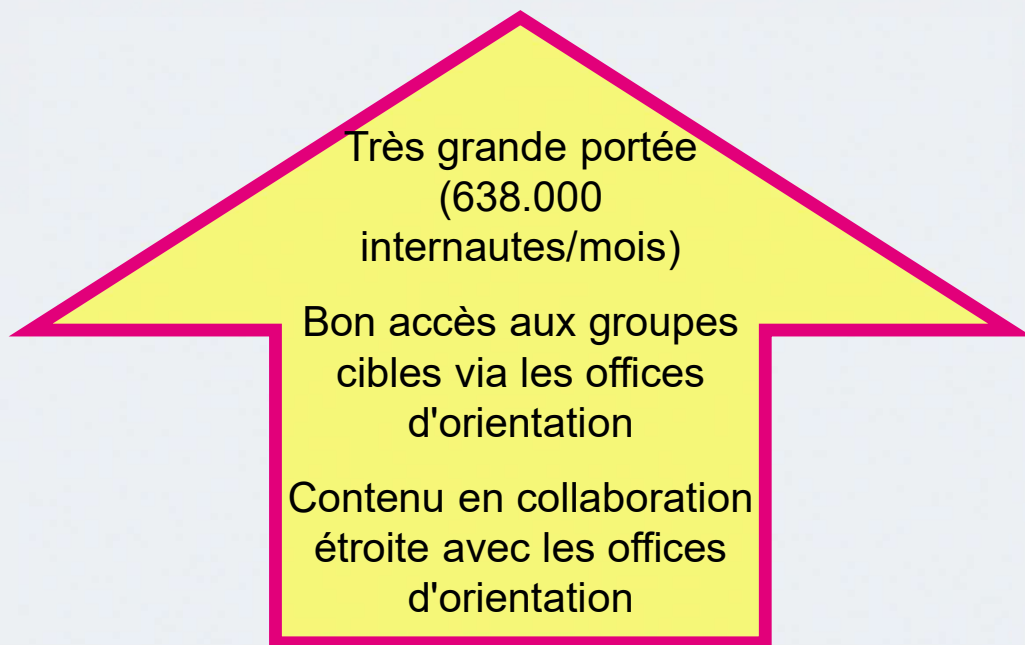 Très grande portée
(638.000
internautes/mois)
Bon accès aux groupes
cibles via les offices
d'orientation
Contenu en collaboration
étroite avec les offices
d'orientation